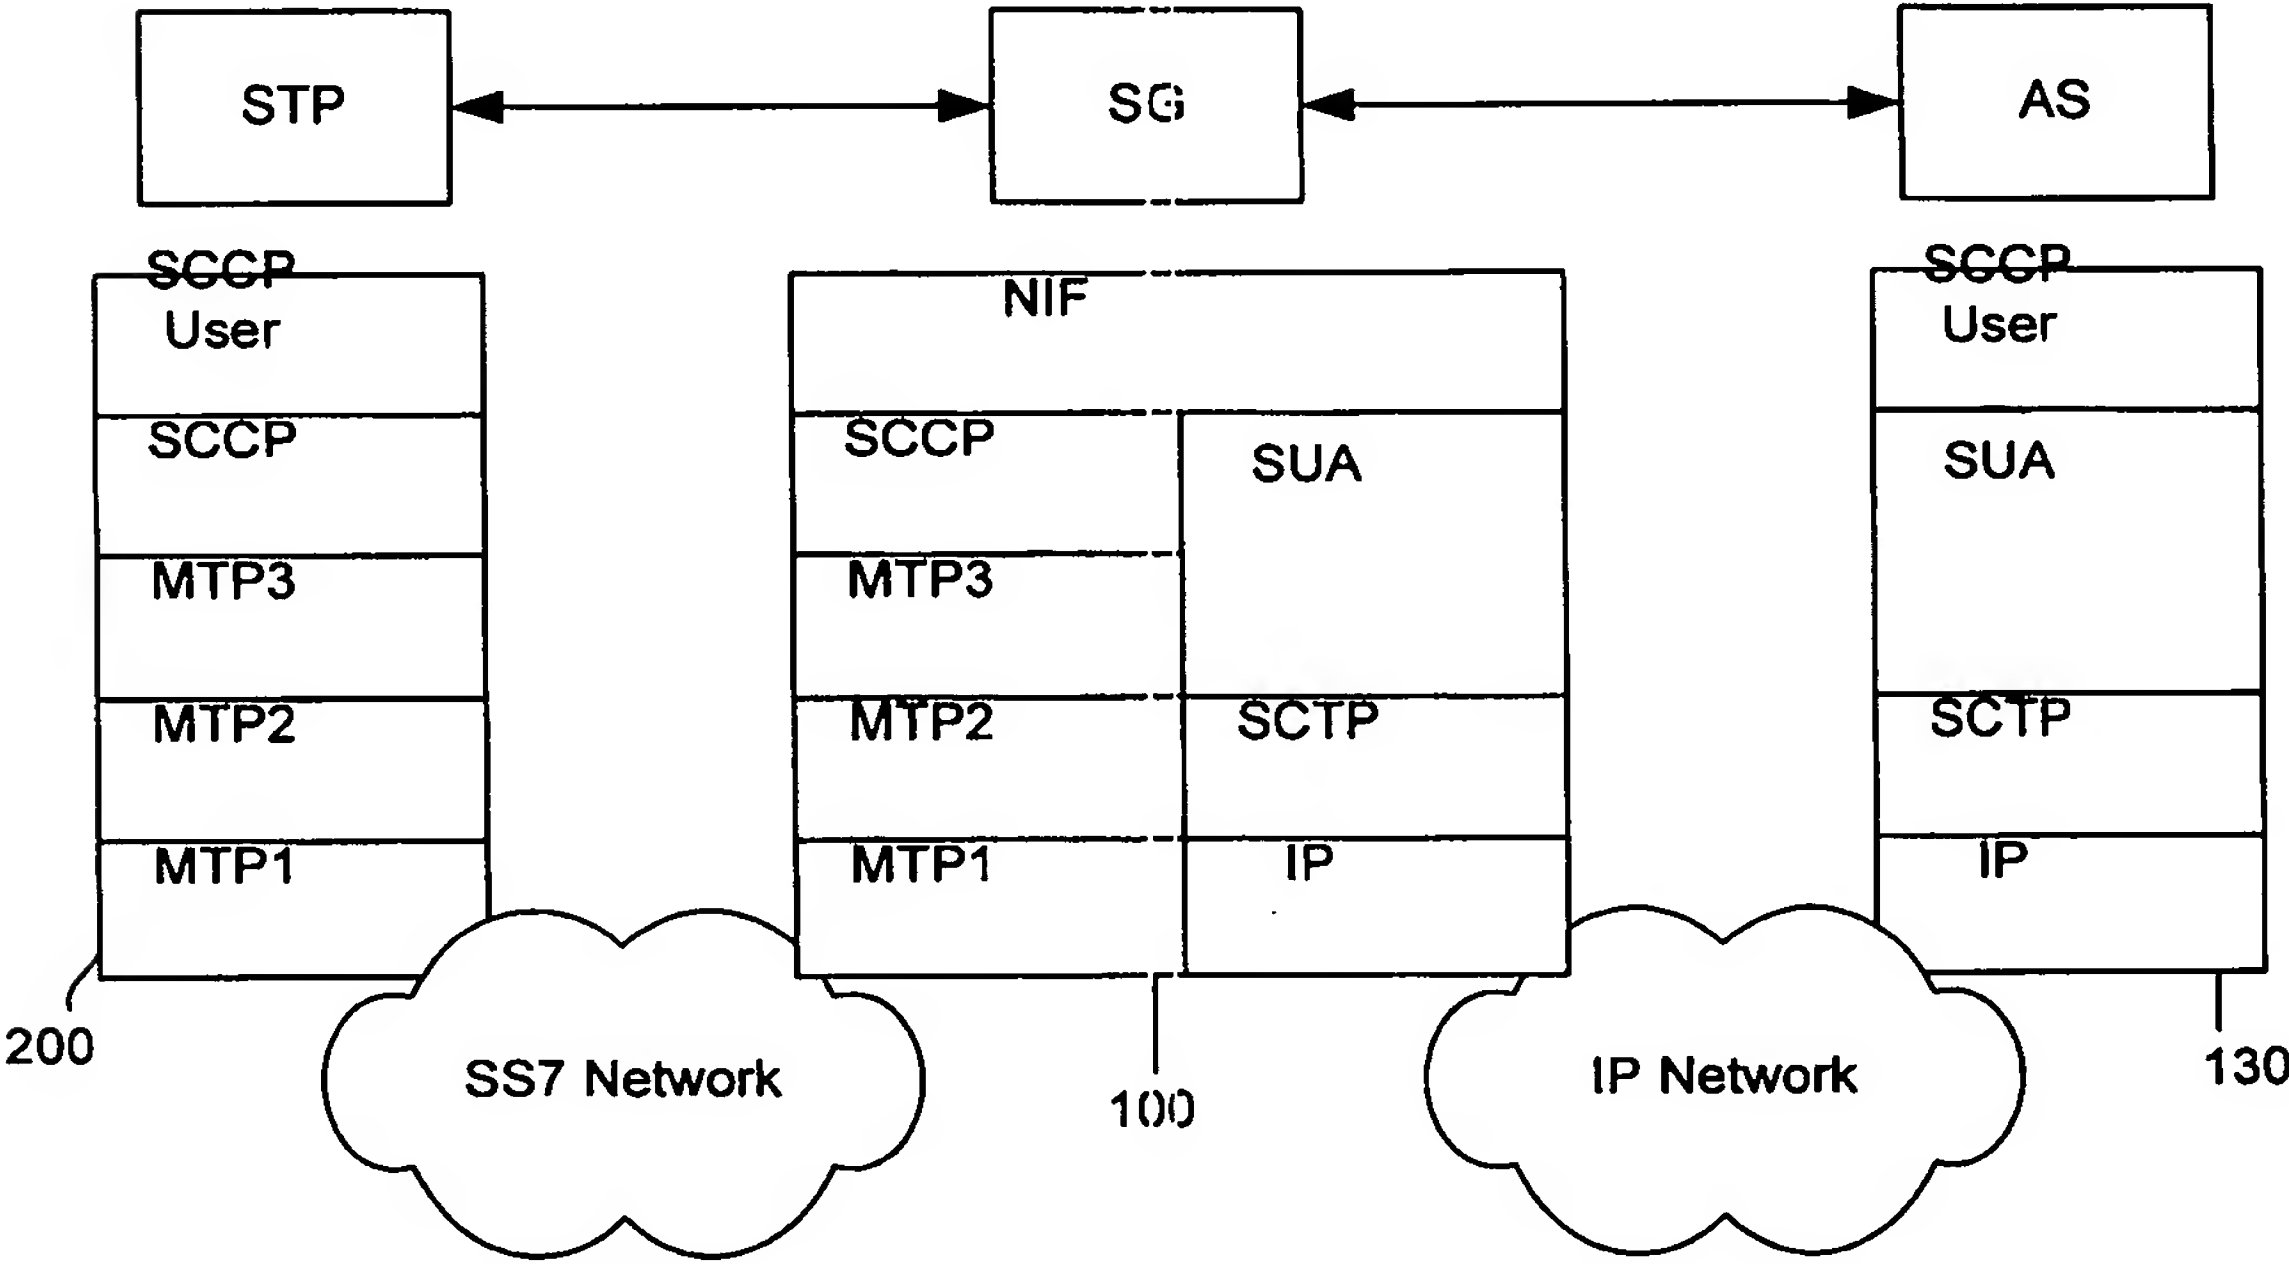 STP
SG
AS
SCCP
User
SCCP
MTP3
MTP2
MTP1
NIF
SCCP
MTP3
MTP2
MTP1
SUA
SCTP
IP
SCCP
User
SUA
SCTP
IP
200
SS7 Network
100
IP Network
130